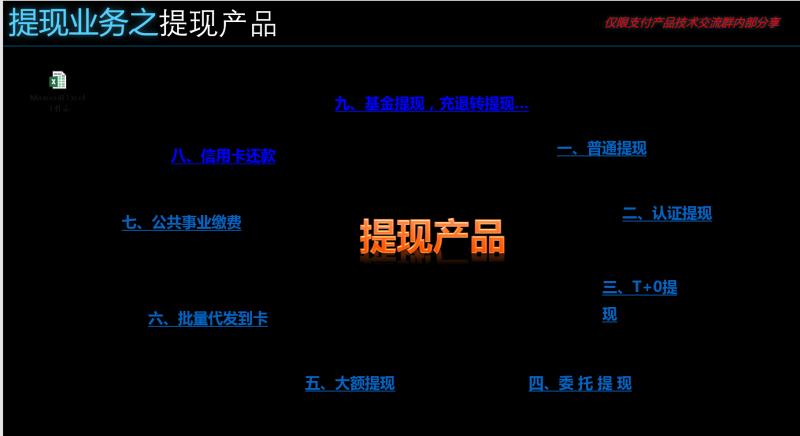 提现业务之提现产品
仅限支付产品技术交流群内部分享
Microsoft Excel
工作表
九、基金提现，充退转提现...
八、信用卡还款
一、普通提现
七、公共事业缴费
二、认证提现
提现产品
三、T+0提
现
六、批量代发到卡
五、大额提现
四、委 托 提 现